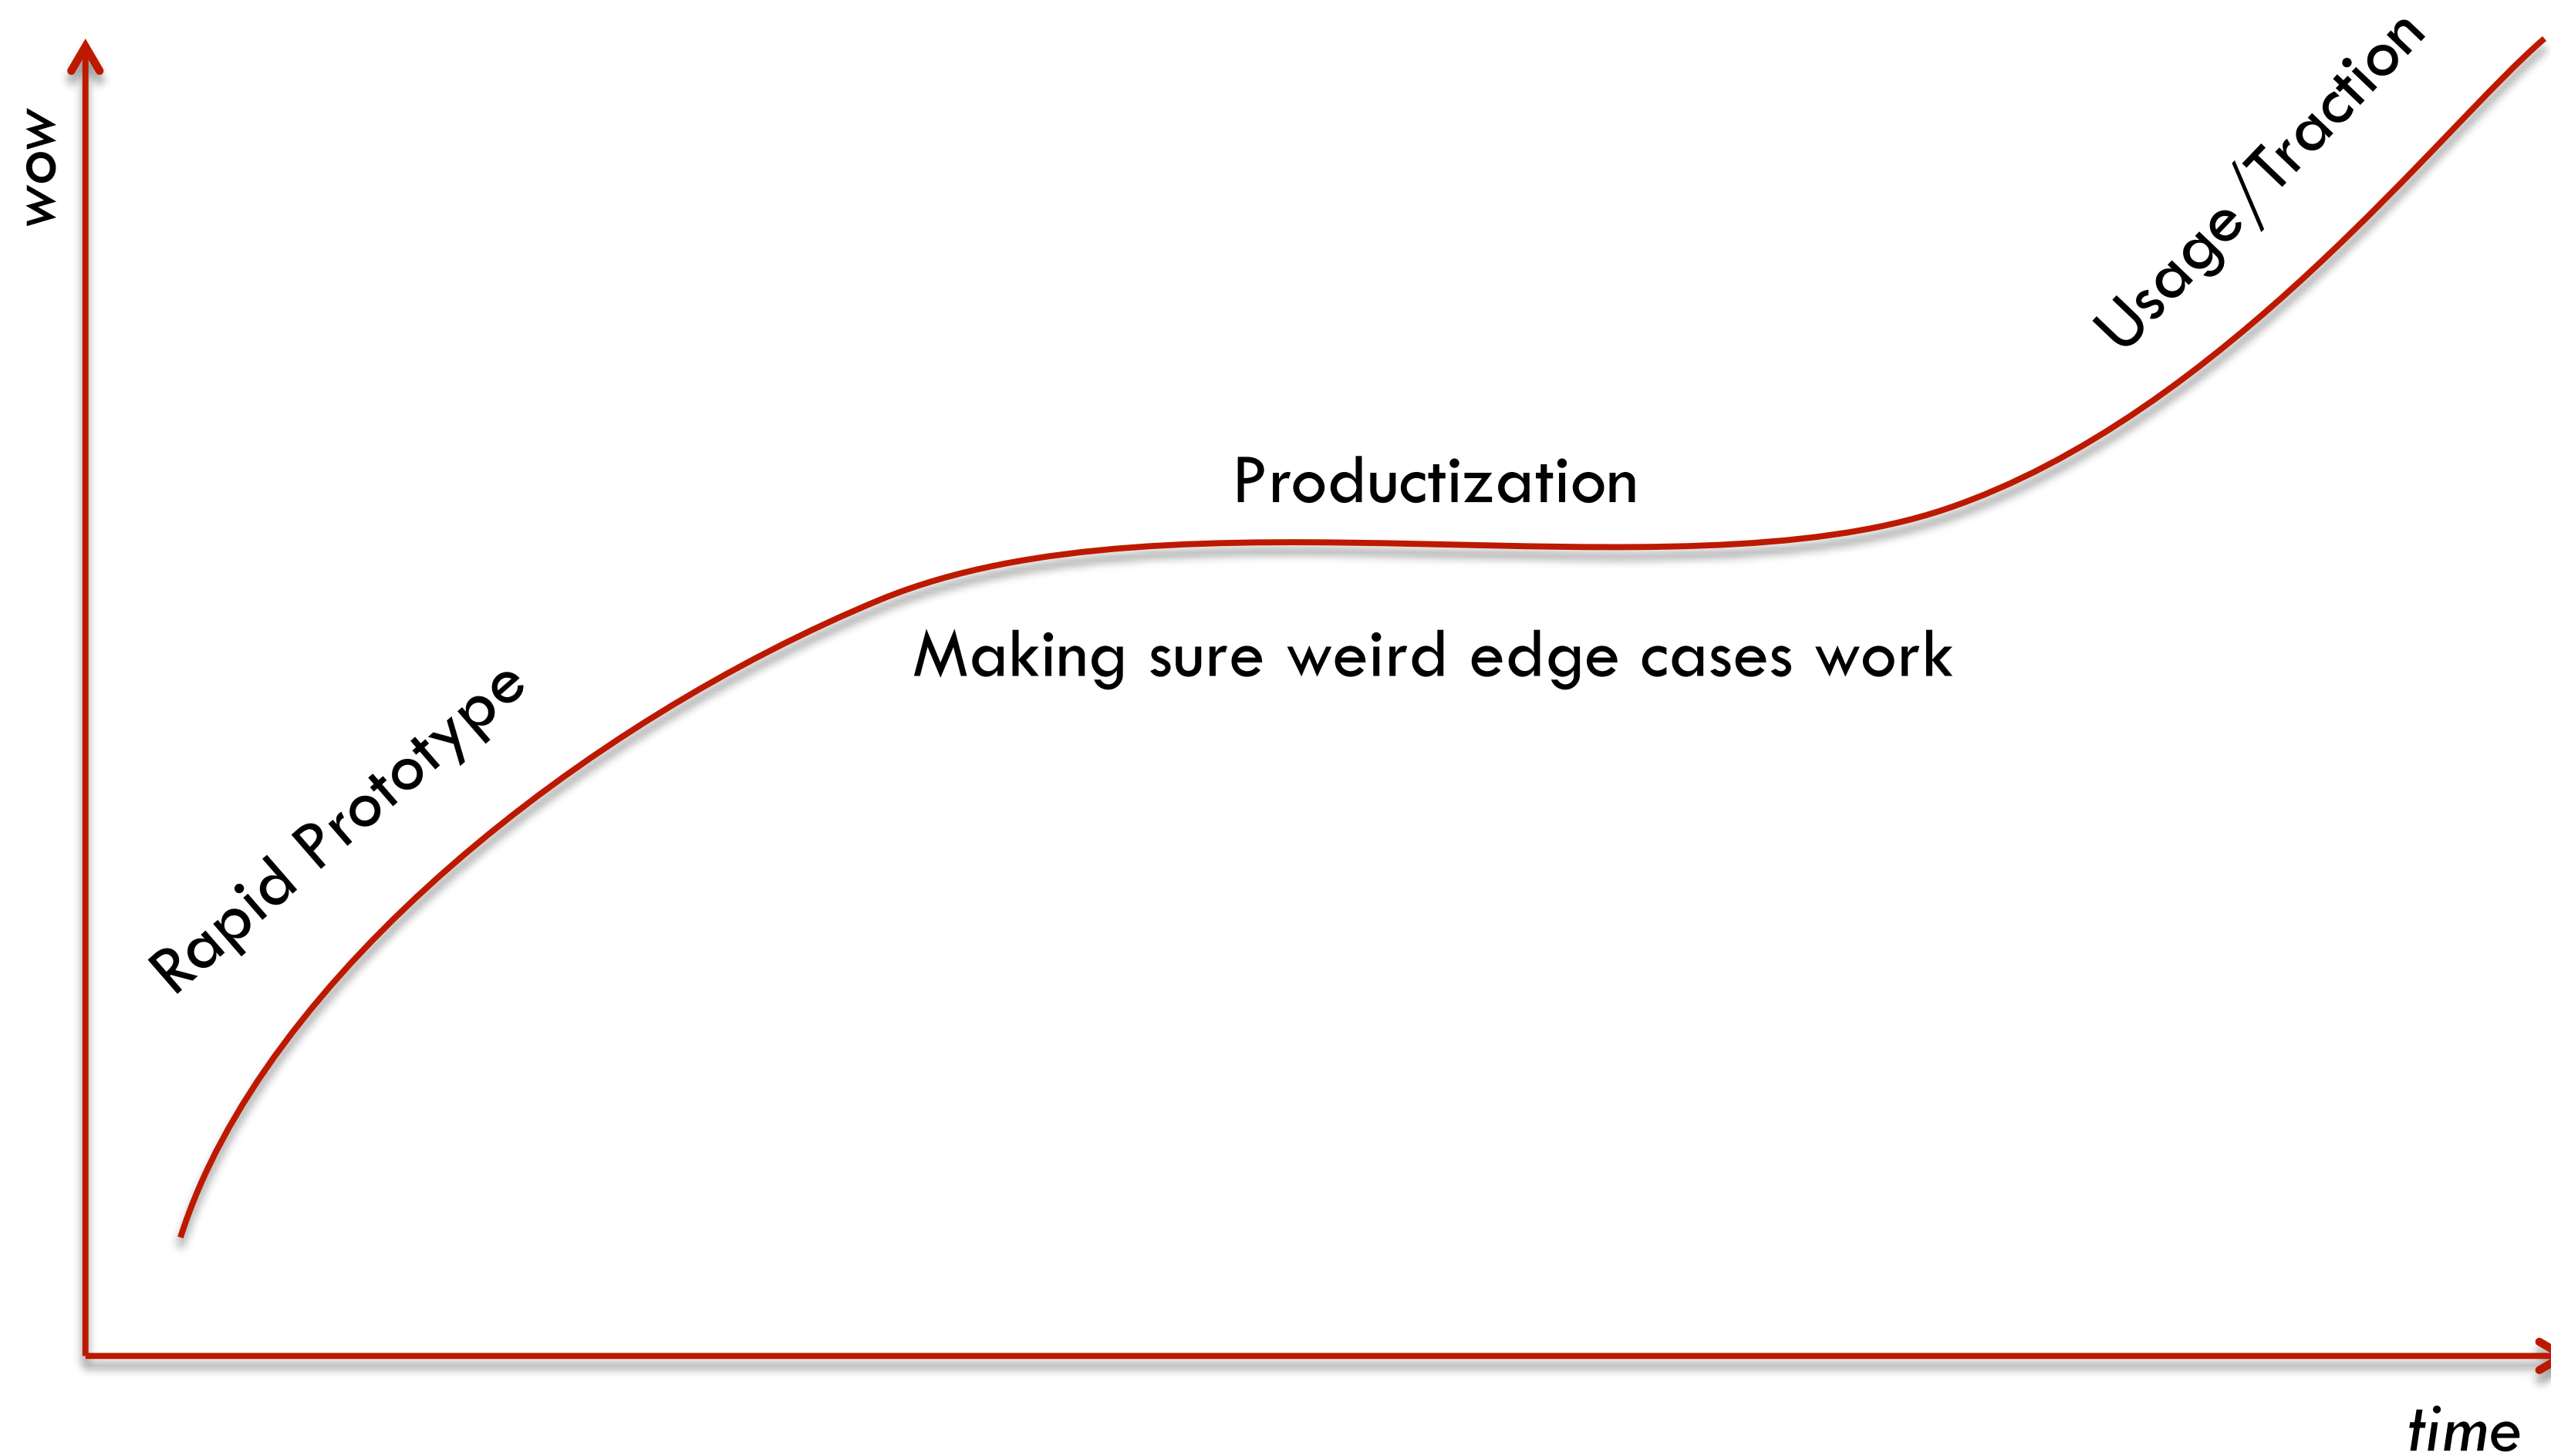 wow
Usage/Traction
Productization
Making sure weird edge cases work
Rapid Prototype
time